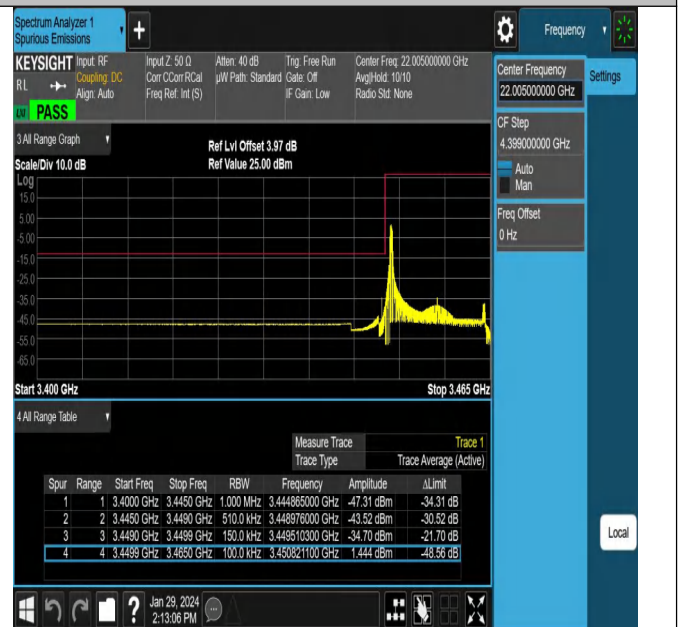 Spectrum Analyzer 1
Spurious Emissions
+
Frequency
KEYSIGHT Input: RF Input Z: 50 Ω Atten: 40 dB Trig: Free Run Center Freq: 22.005000000 GHz
RL Coupling: DC Corr CCorr RCal µW Path: Standard Gate: Off Avg|Hold: 10/10
Align: Auto Freq Ref: Int (S) IF Gain: Low Radio Std: None
LXI PASS
Center Frequency
22.005000000 GHz
Settings
CF Step
4.399000000 GHz
Auto
Man
Freq Offset
0 Hz
3 All Range Graph
Ref Lvl Offset 3.97 dB
Scale/Div 10.0 dB Ref Value 25.00 dBm
Log
15.0
5.00
-5.00
-15.0
-25.0
-35.0
-45.0
-55.0
-65.0
Start 3.400 GHz Stop 3.465 GHz
4 All Range Table
Measure Trace Trace 1
Trace Type Trace Average (Active)
Spur Range Start Freq Stop Freq RBW Frequency Amplitude ΔLimit
1 1 3.4000 GHz 3.4450 GHz 1.000 MHz 3.444865000 GHz -47.31 dBm -34.31 dB
2 2 3.4450 GHz 3.4490 GHz 510.0 kHz 3.448976000 GHz -43.52 dBm -30.52 dB
3 3 3.4490 GHz 3.4499 GHz 150.0 kHz 3.449510300 GHz -34.70 dBm -21.70 dB
4 4 3.4499 GHz 3.4650 GHz 100.0 kHz 3.450821100 GHz 1.444 dBm -48.56 dB
Local
? Jan 29, 2024
2:13:06 PM